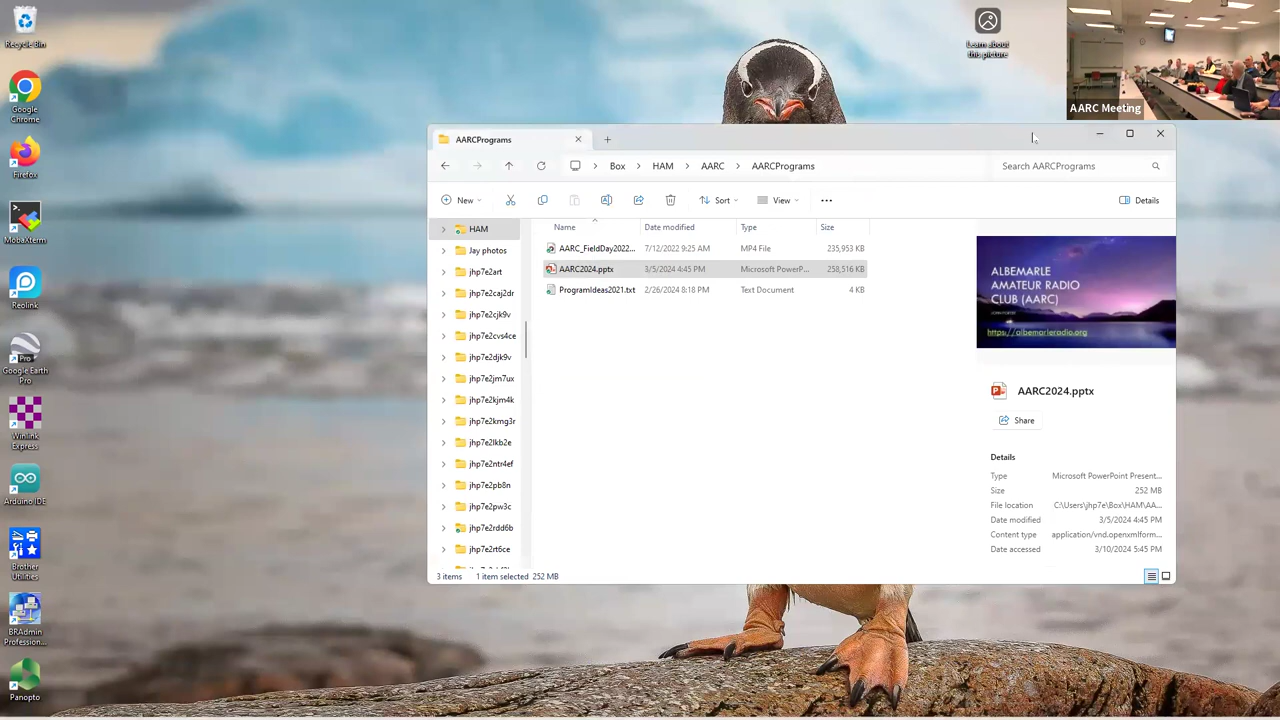 Recycle Bin
Google
Chrome
Firefox
MobaXterm
Reolink
Google Earth
Pro
Winlink
Express
Arduino IDE
Brother
Utilities
BRAdmin
Profession...
Panopto
Learn about
this picture
AARC Meeting
AARCPrograms
Box > HAM > AARC > AARCPrograms
Search AARCPrograms
New
Sort
View
Details
HAM
Jay photos
jhp7e2art
jhp7e2caj2dr
jhp7e2cjk9v
jhp7e2cvs4ce
jhp7e2djk9v
jhp7e2jm7ux
jhp7e2kjm4k
jhp7e2kmg3r
jhp7e2lkb2e
jhp7e2ntr4ef
jhp7e2pb8n
jhp7e2pw3c
jhp7e2rdd6b
jhp7e2rt6ce
Name Date modified Type Size
AARC_FieldDay2022... 7/12/2022 9:25 AM MP4 File 235,953 KB
AARC2024.pptx 3/5/2024 4:45 PM Microsoft PowerP... 258,516 KB
ProgramIdeas2021.txt 2/26/2024 8:18 PM Text Document 4 KB
ALBEMARLE
AMATEUR RADIO
CLUB (AARC)
https://albemarleradio.org
AARC2024.pptx
Share
Details
Type Microsoft PowerPoint Present...
Size 252 MB
File location C:\Users\jhp7e\Box\HAM\AA...
Date modified 3/5/2024 4:45 PM
Content type application/vnd.openxmlform...
Date accessed 3/10/2024 5:45 PM
3 items 1 item selected 252 MB